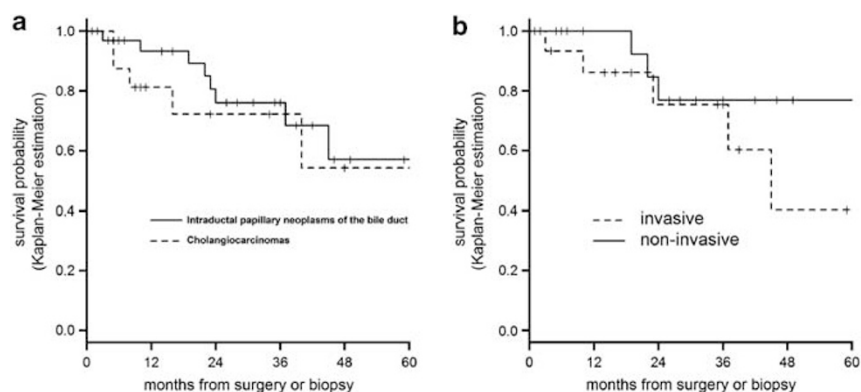 a
survival probability
(Kaplan-Meier estimation)
1.0
0.8
0.6
0.4
0.2
0.0
Intraductal papillary neoplasms of the bile duct
Cholangiocarcinomas
0 12 24 36 48 60
months from surgery or biopsy
b
survival probability
(Kaplan-Meier estimation)
1.0
0.8
0.6
0.4
0.2
0.0
invasive
non-invasive
0 12 24 36 48 60
months from surgery or biopsy